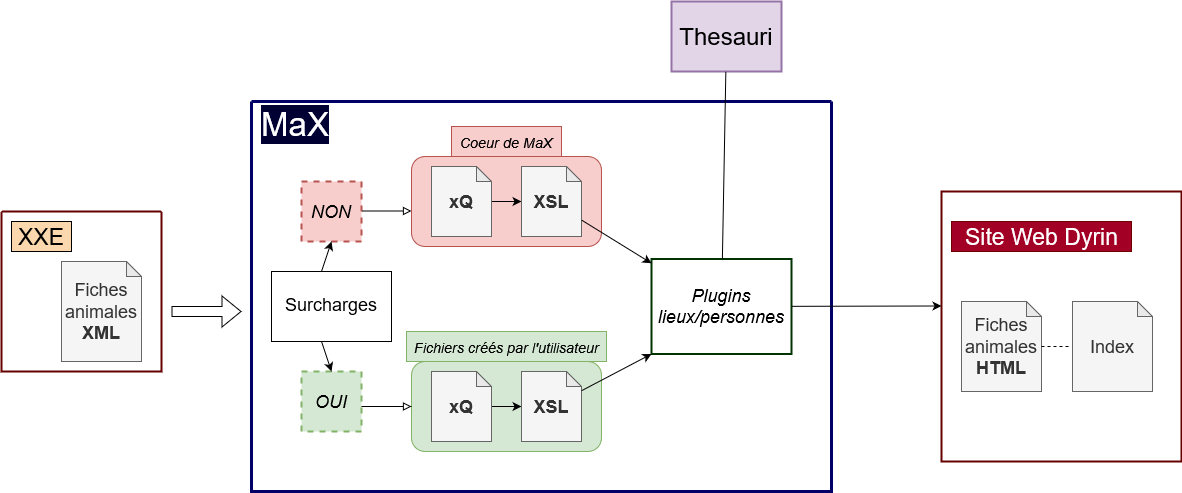 Thesauri
MaX
Coeur de MaX
xQ
XSL
NON
XXE
Fiches
animales
XML
Surcharges
Plugins
lieux/personnes
Fichiers créés par l'utilisateur
OUI
xQ
XSL
Site Web Dyrin
Fiches
animales
HTML
Index